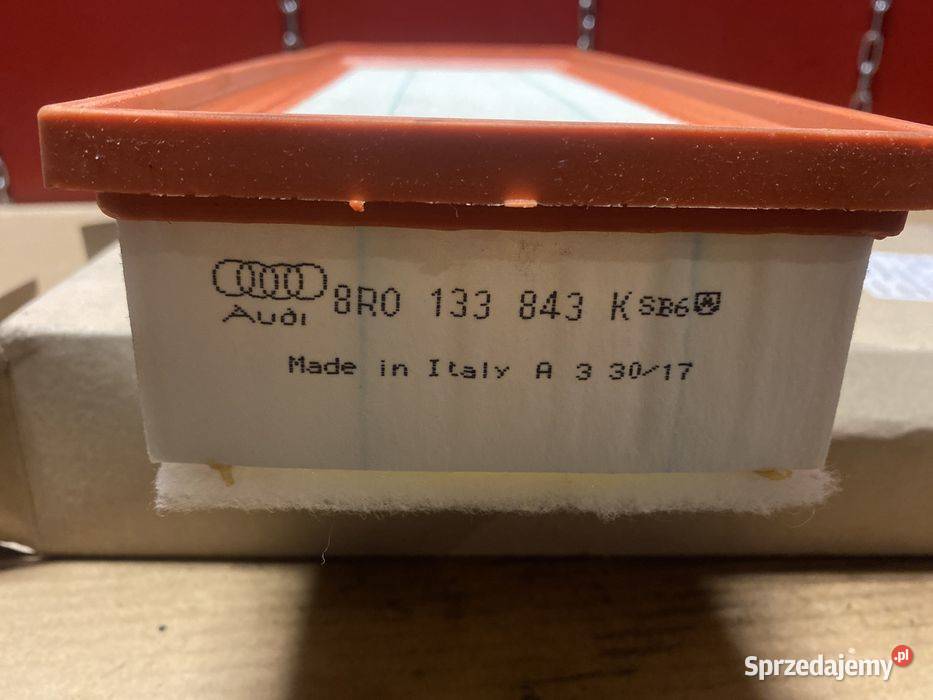 Audi 8R0 133 843 K SB6
Made in Italy A 3 30/17
Sprzedajemy.pl